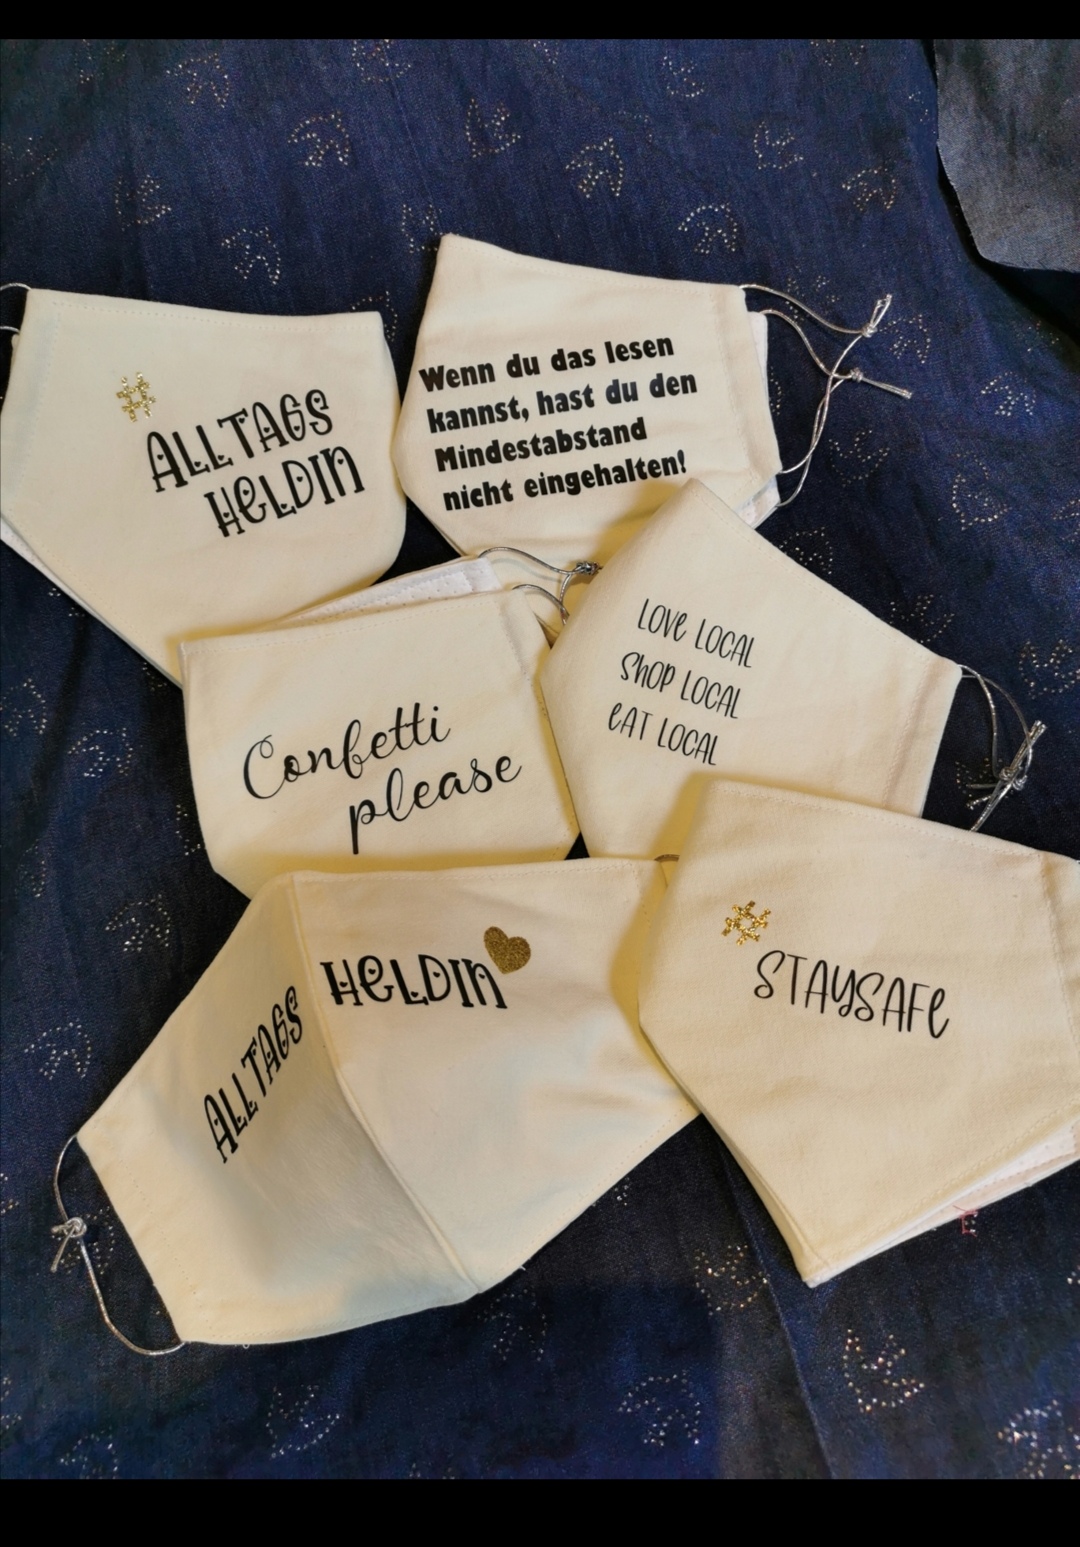 #
ALLTAGS
HELDIN
Wenn du das lesen
kannst, hast du den
Mindestabstand
nicht eingehalten!
Confetti
please
LOVE LOCAL
SHOP LOCAL
EAT LOCAL
ALLTAGS HELDIN
#
STAYSAFE